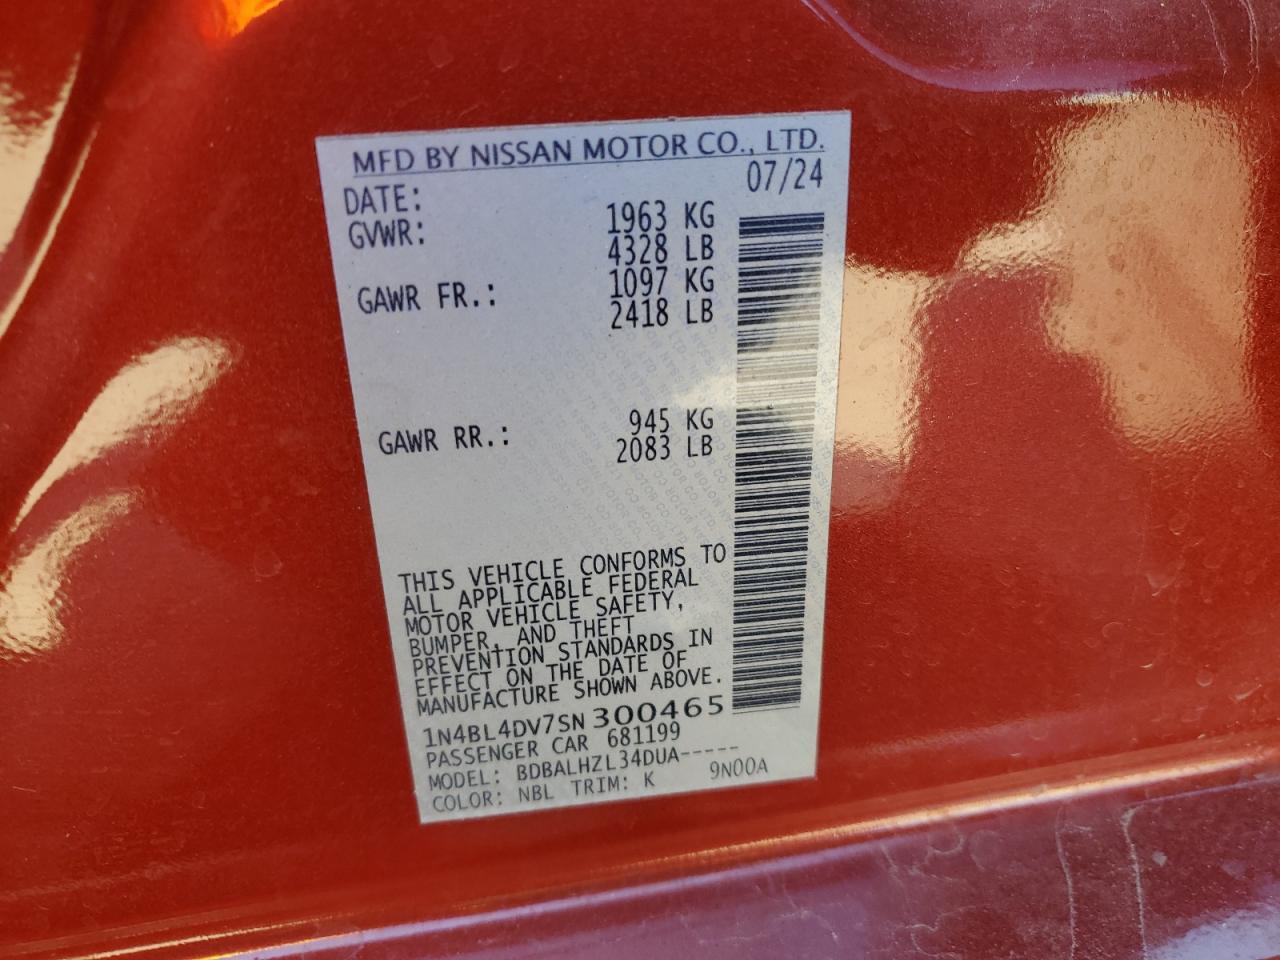 MFD BY NISSAN MOTOR CO., LTD.
DATE: 07/24
GVWR: 1963 KG
4328 LB
GAWR FR.: 1097 KG
2418 LB
GAWR RR.: 945 KG
2083 LB
THIS VEHICLE CONFORMS TO
ALL APPLICABLE FEDERAL
MOTOR VEHICLE SAFETY,
BUMPER, AND THEFT
PREVENTION STANDARDS IN
EFFECT ON THE DATE OF
MANUFACTURE SHOWN ABOVE.
1N4BL4DV7SN300465
PASSENGER CAR 681199
MODEL: BDBALHZL34DUA-----
COLOR: NBL TRIM: K 9N00A